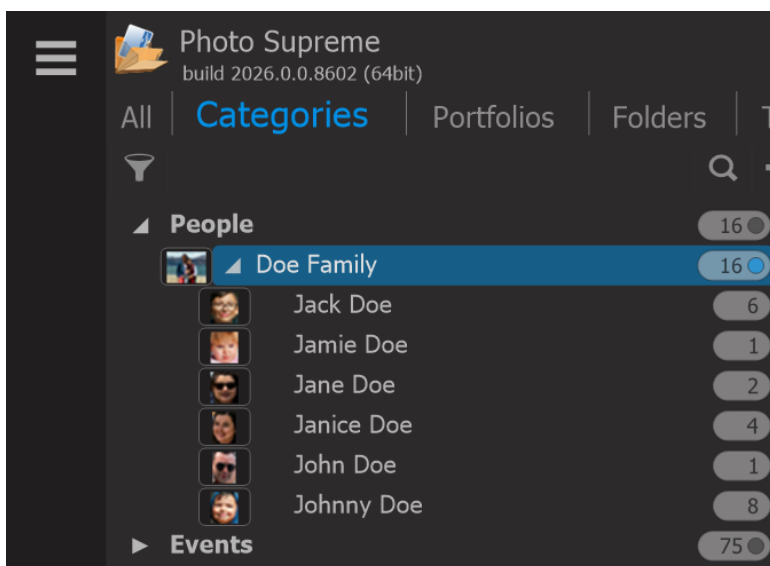 Photo Supreme
build 2026.0.0.8602 (64bit)
All Categories Portfolios Folders
People 16
Doe Family 16
Jack Doe 6
Jamie Doe 1
Jane Doe 2
Janice Doe 4
John Doe 1
Johnny Doe 8
Events 75